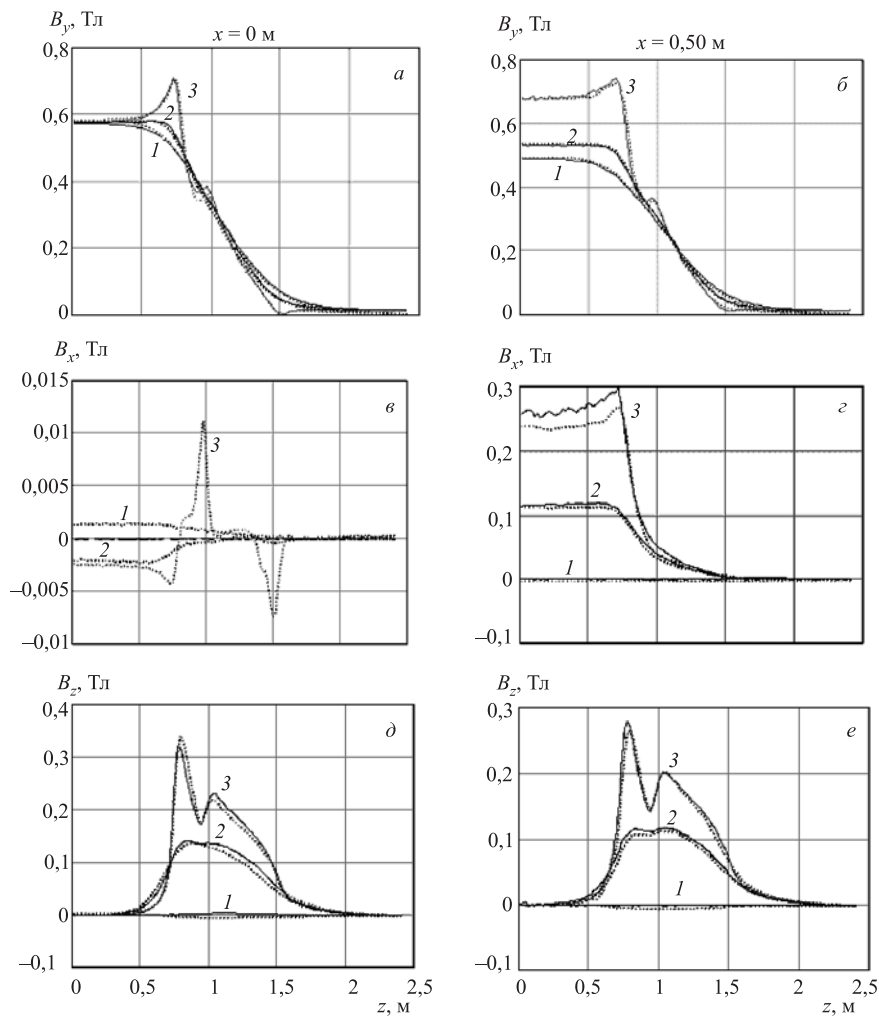 B_y, Тл
x = 0 м
0,8
а
3
0,6
2
1
0,4
0,2
0
B_y, Тл
x = 0,50 м
0,8
б
3
0,6
2
1
0,4
0,2
0
B_x, Тл
0,015
в
0,01
3
0,005
1
0
2
–0,005
–0,01
B_x, Тл
0,3
г
3
0,2
2
0,1
1
0
–0,1
B_z, Тл
0,4
д
0,3
3
0,2
2
0,1
1
0
–0,1
0 0,5 1 1,5 2 2,5
z, м
B_z, Тл
0,3
е
3
0,2
2
0,1
1
0
–0,1
0 0,5 1 1,5 2 2,5
z, м